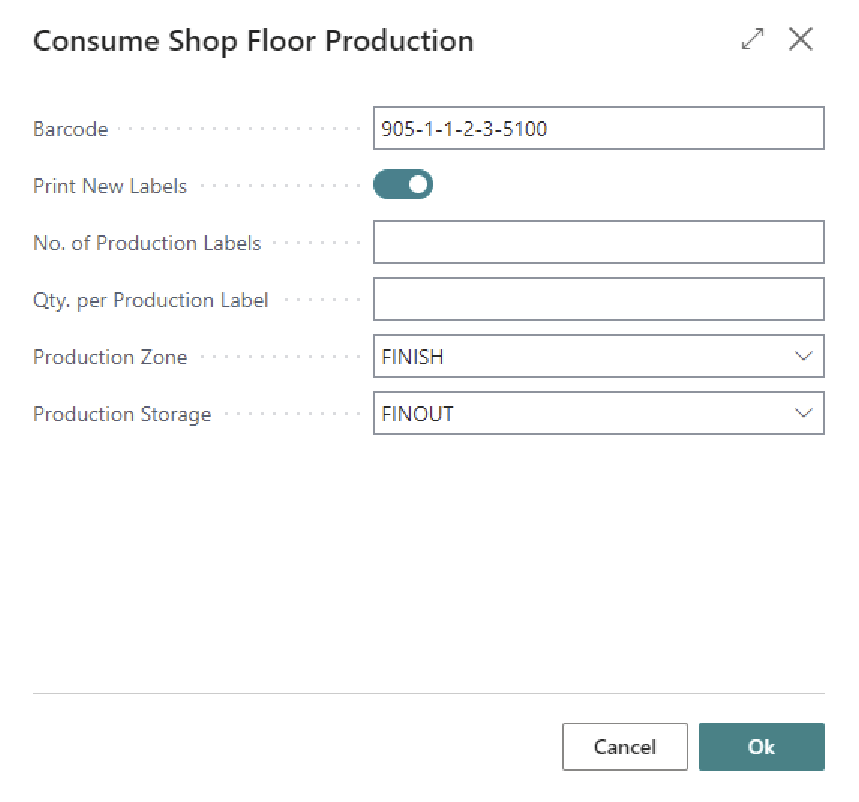 Consume Shop Floor Production
Barcode 905-1-1-2-3-5100
Print New Labels
No. of Production Labels
Qty. per Production Label
Production Zone FINISH
Production Storage FINOUT
Cancel Ok